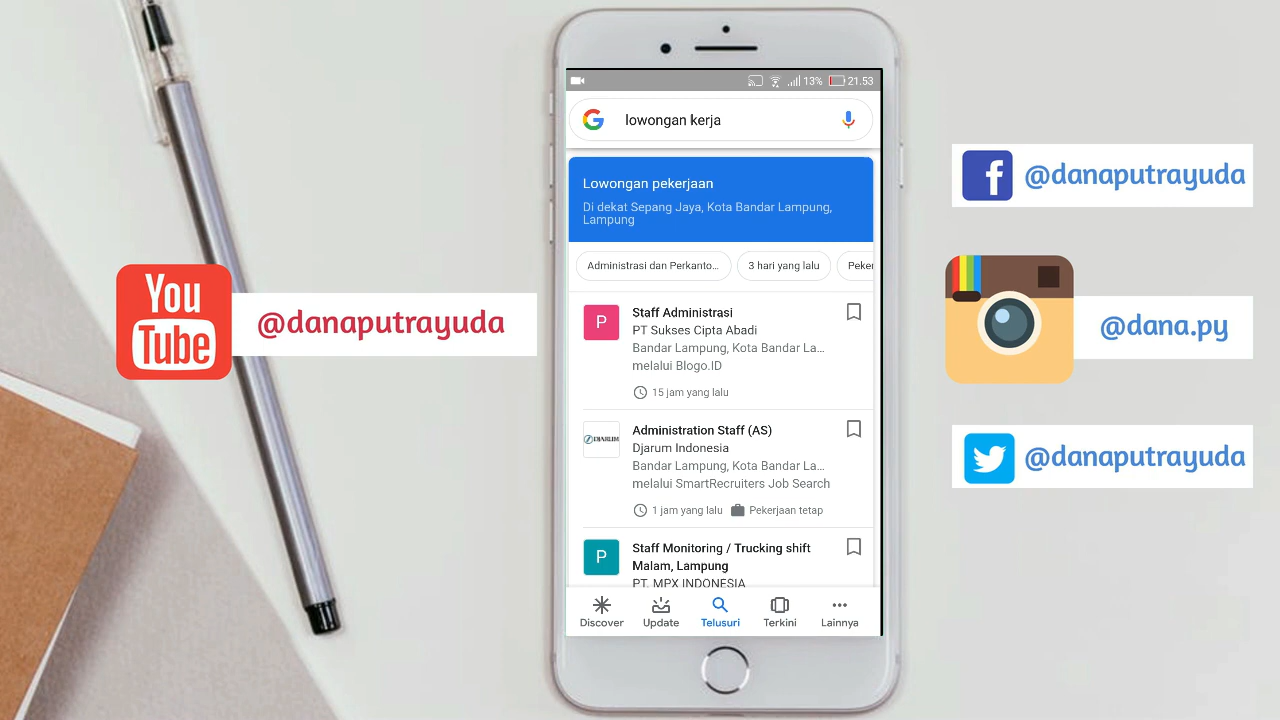 13% 21.53
lowongan kerja
Lowongan pekerjaan
Di dekat Sepang Jaya, Kota Bandar Lampung,
Lampung
Administrasi dan Perkanto... 3 hari yang lalu Peker
P
Staff Administrasi
PT Sukses Cipta Abadi
Bandar Lampung, Kota Bandar La...
melalui Blogo.ID
15 jam yang lalu
DJARUM
Administration Staff (AS)
Djarum Indonesia
Bandar Lampung, Kota Bandar La...
melalui SmartRecruiters Job Search
1 jam yang lalu Pekerjaan tetap
P
Staff Monitoring / Trucking shift
Malam, Lampung
PT. MPX INDONESIA
Discover Update Telusuri Terkini Lainnya
You
Tube
@danaputrayuda
f @danaputrayuda
@dana.py
@danaputrayuda